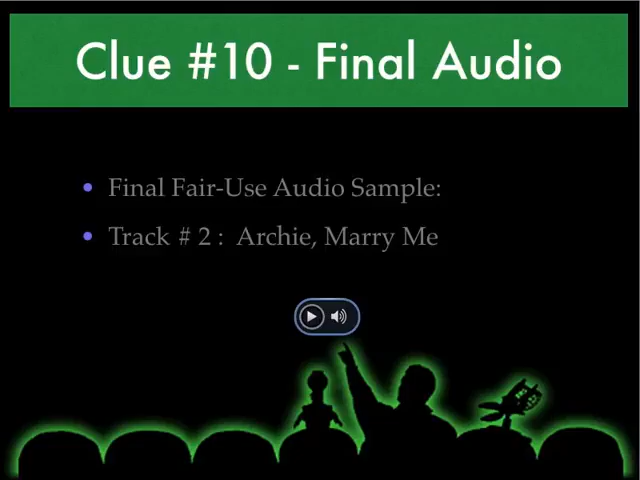 Clue #10 - Final Audio
Final Fair-Use Audio Sample:
Track # 2 : Archie, Marry Me